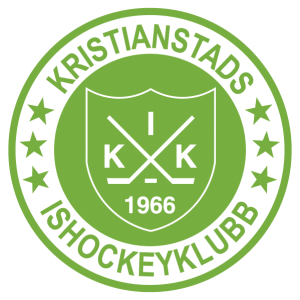 KRISTIANSTADS
I
K K
1966
ISHOCKEYKLUBB